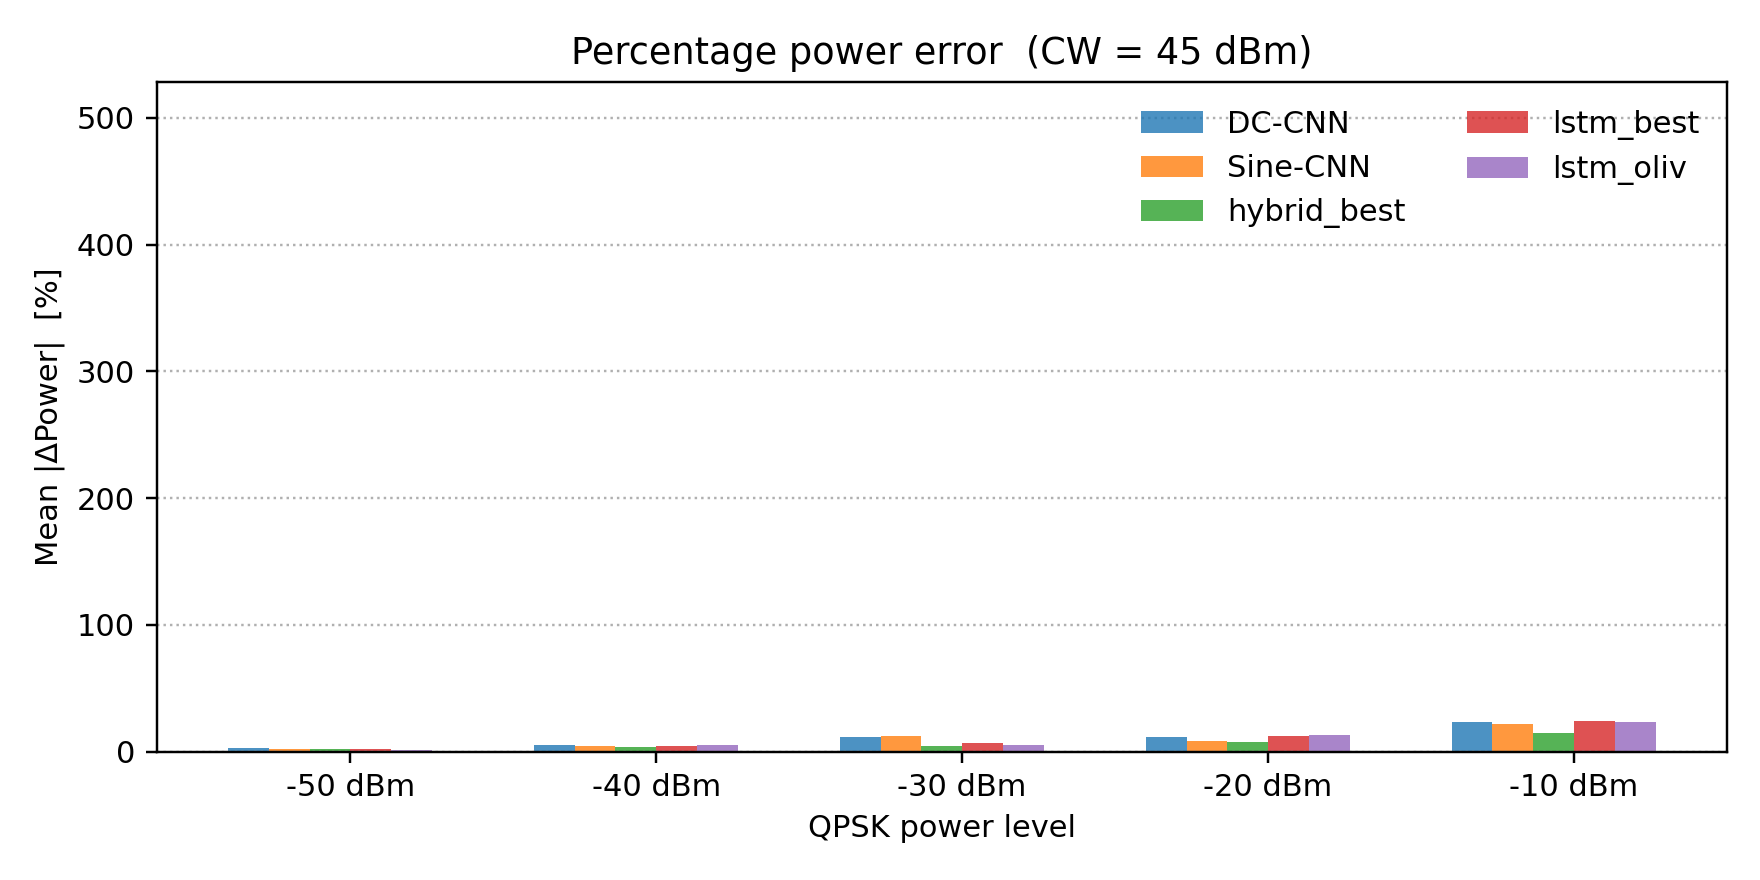 Percentage power error (CW = 45 dBm)
Mean |ΔPower| [%]
500
400
300
200
100
0
DC-CNN
Sine-CNN
hybrid_best
lstm_best
lstm_oliv
-50 dBm
-40 dBm
-30 dBm
-20 dBm
-10 dBm
QPSK power level